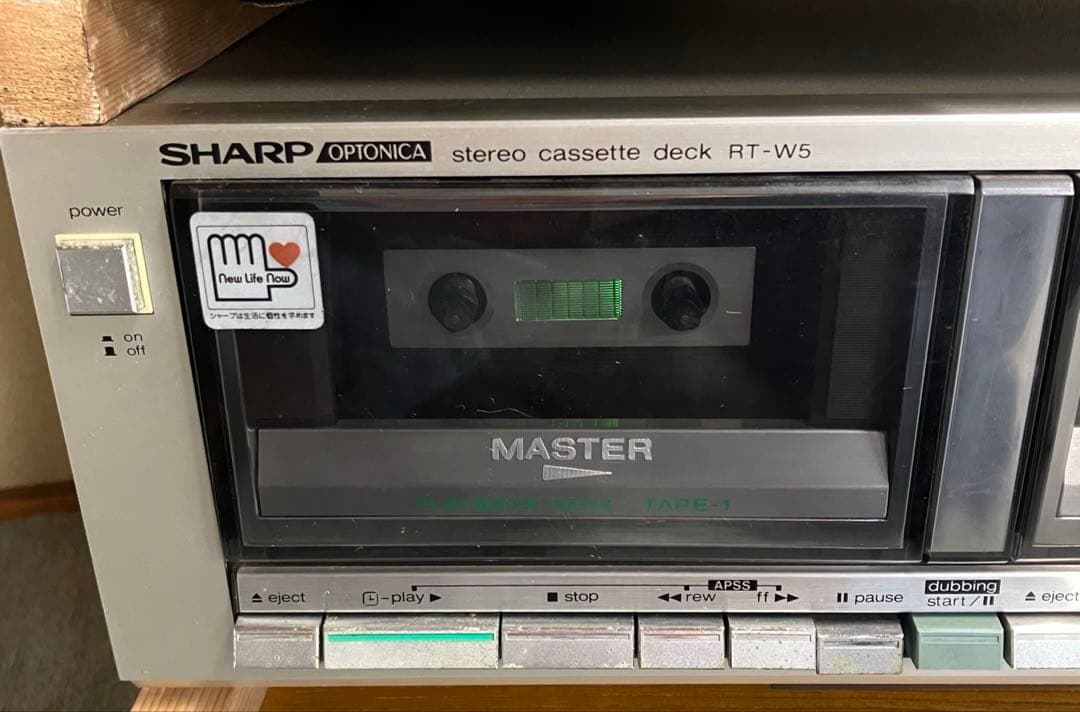 SHARP OPTONICA stereo cassette deck RT-W5
power
on
off
New Life Now
シャープは生活に個性を求めます
MASTER
PLAYBACK DECK TAPE-1
APSS
dubbing
eject
play
stop
rew
ff
pause
start/
eject